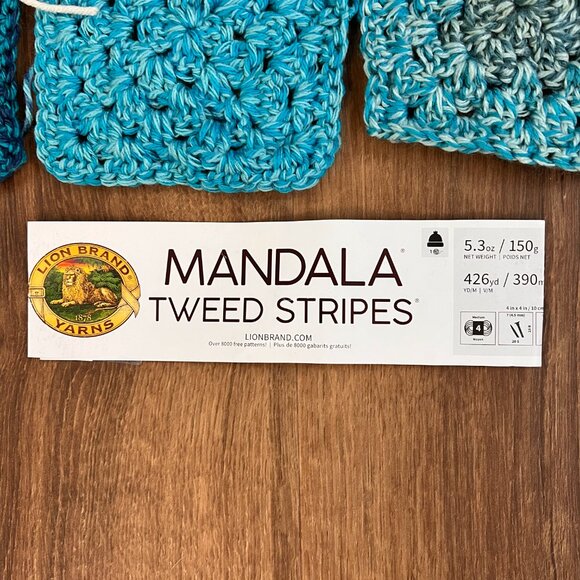 LION BRAND
1878
YARNS
MANDALA®
TWEED STRIPES®
LIONBRAND.COM
Over 8000 free patterns! | Plus de 8000 gabarits gratuits!
5.3oz / 150g
NET WEIGHT | POIDS NET
426yd / 390m
YD/M | V/M
4 in x 4 in / 10 cm
Medium
4
Moyen